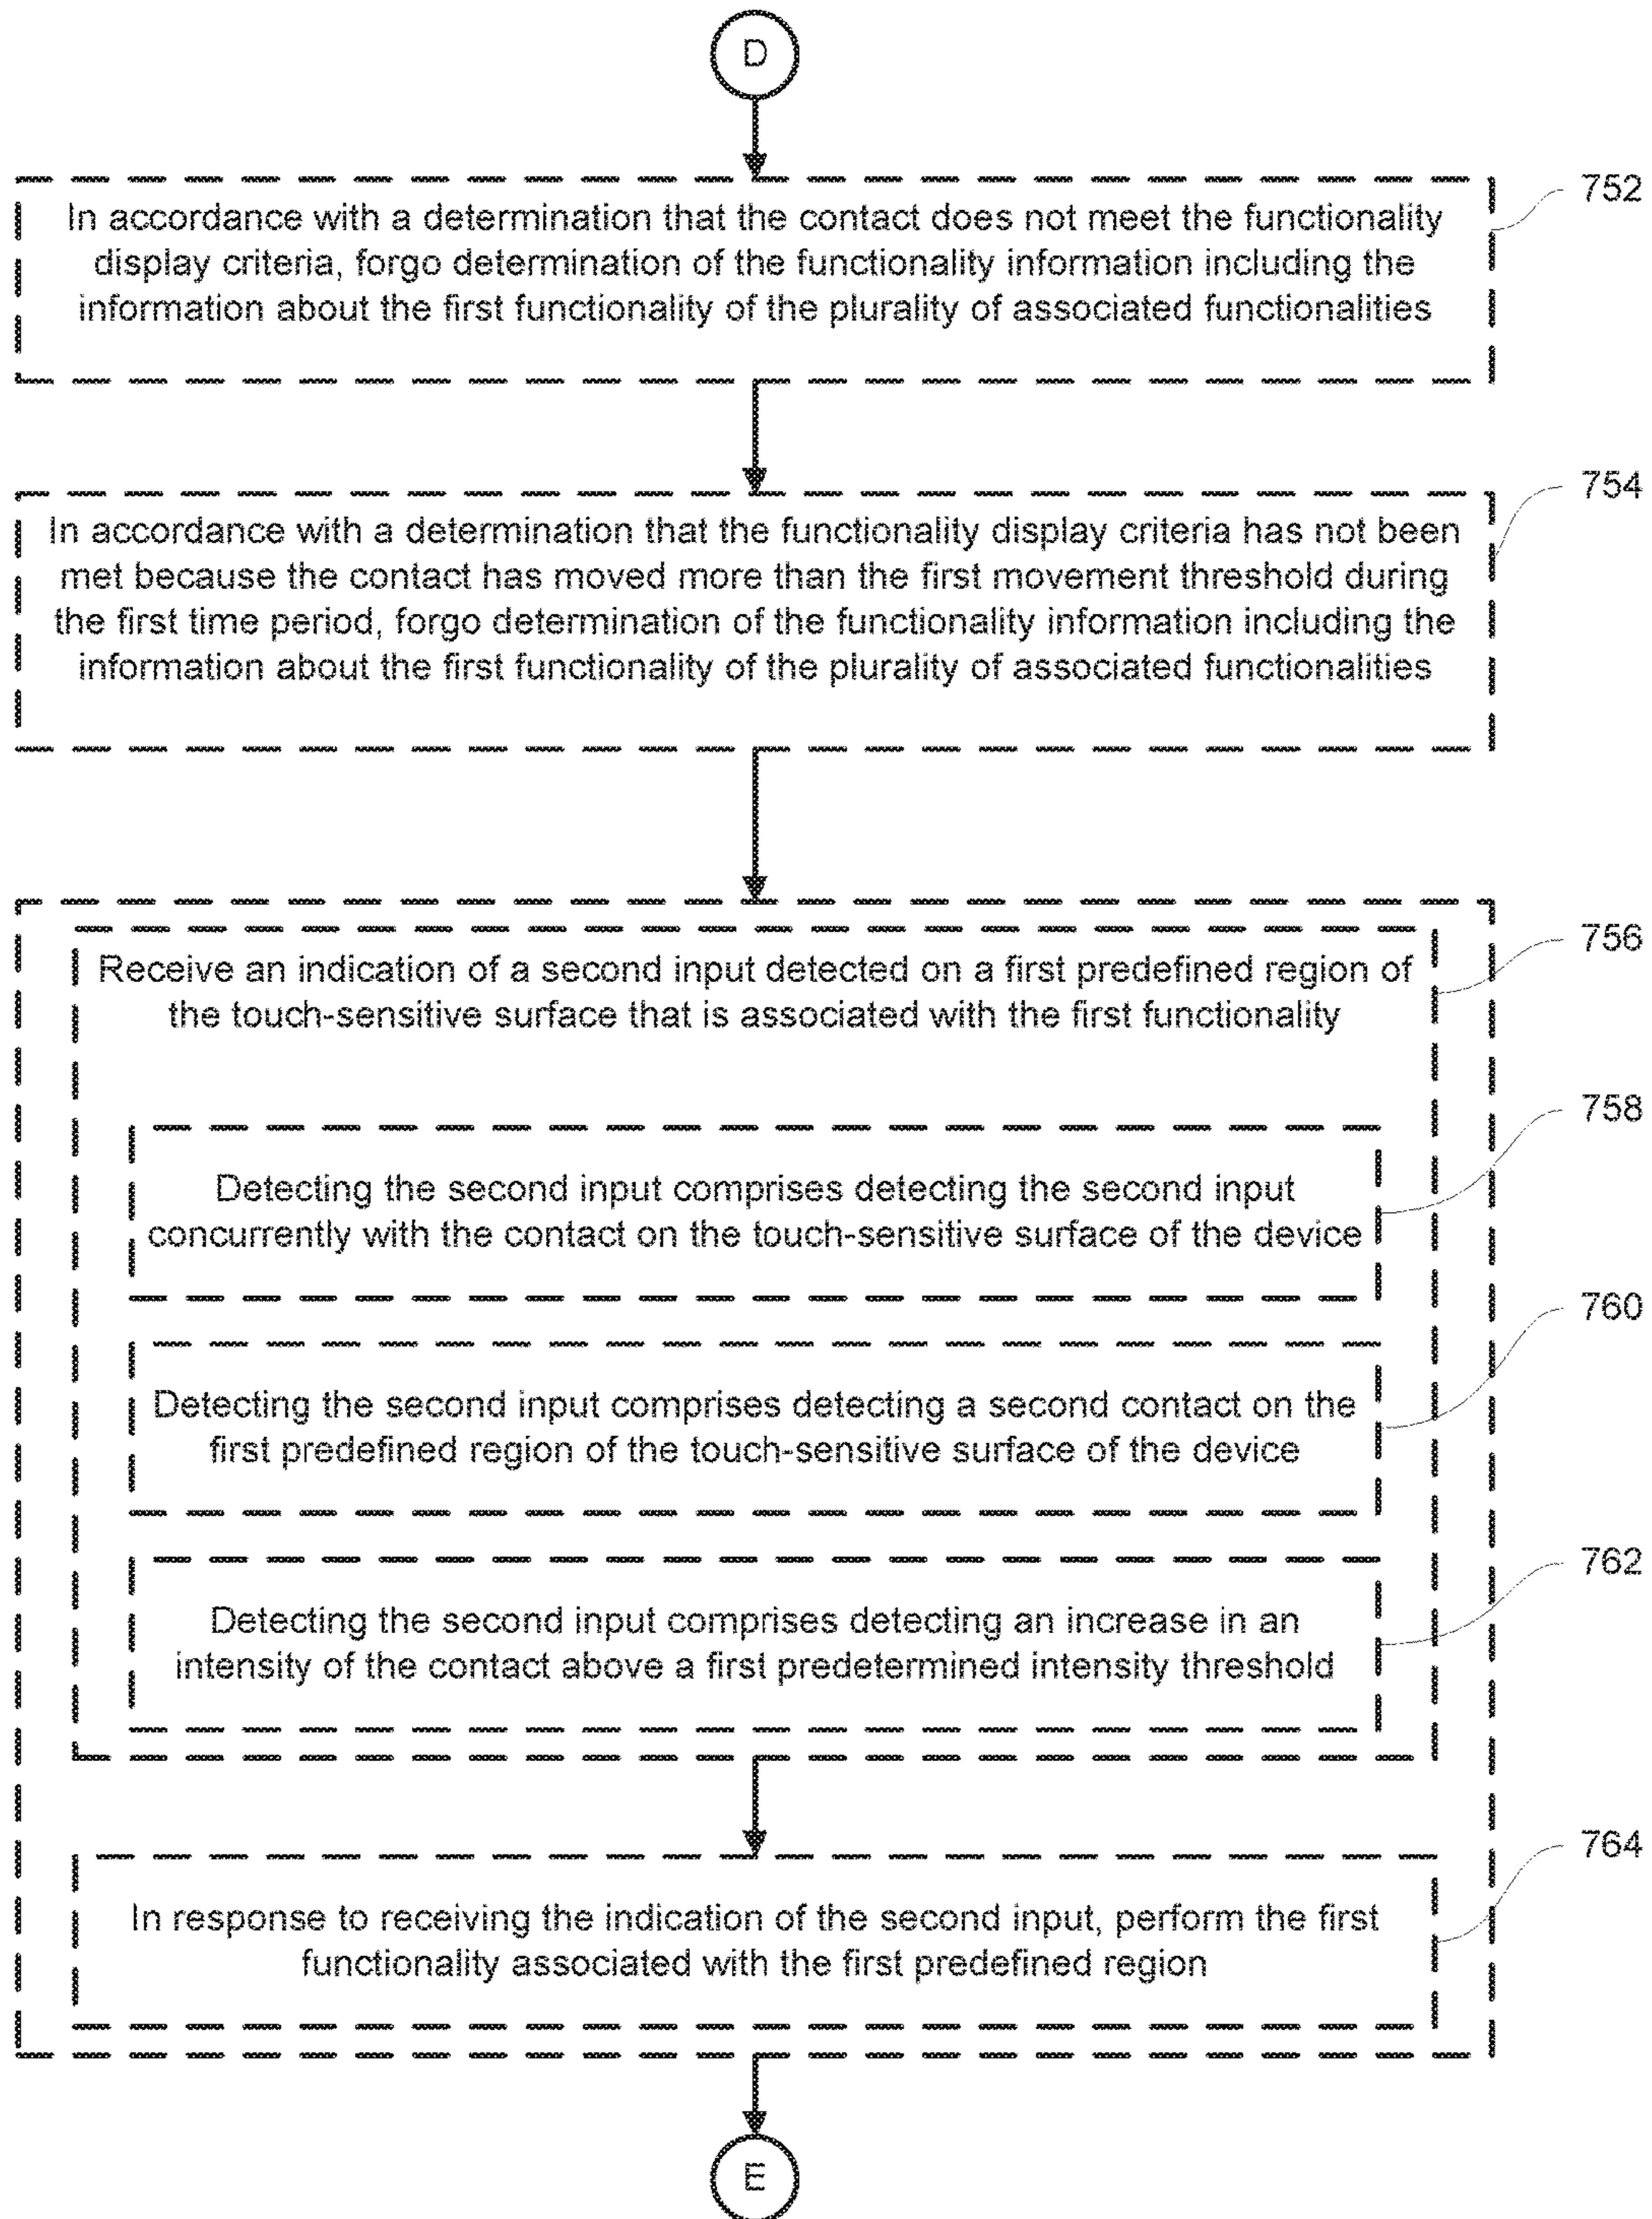 D
752
In accordance with a determination that the contact does not meet the functionality
display criteria, forgo determination of the functionality information including the
information about the first functionality of the plurality of associated functionalities
754
In accordance with a determination that the functionality display criteria has not been
met because the contact has moved more than the first movement threshold during
the first time period, forgo determination of the functionality information including the
information about the first functionality of the plurality of associated functionalities
756
Receive an indication of a second input detected on a first predefined region of
the touch-sensitive surface that is associated with the first functionality
758
Detecting the second input comprises detecting the second input
concurrently with the contact on the touch-sensitive surface of the device
760
Detecting the second input comprises detecting a second contact on the
first predefined region of the touch-sensitive surface of the device
762
Detecting the second input comprises detecting an increase in an
intensity of the contact above a first predetermined intensity threshold
764
In response to receiving the indication of the second input, perform the first
functionality associated with the first predefined region
E